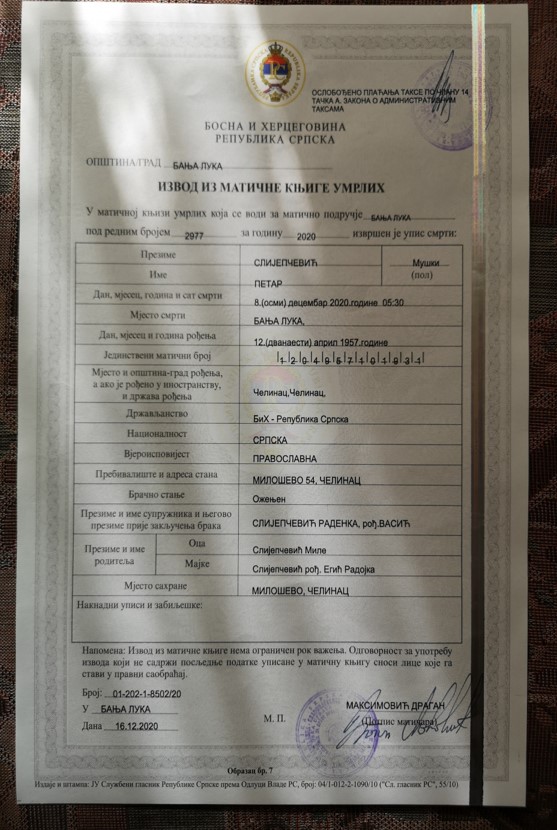 ОСЛОБОЂЕНО ПЛАЋАЊА ТАКСЕ ПО ЧЛАНУ 14
ТАЧКА А. ЗАКОНА О АДМИНИСТРАТИВНИМ
ТАКСАМА
БОСНА И ХЕРЦЕГОВИНА
РЕПУБЛИКА СРПСКА
ОПШТИНА/ГРАД БАЊА ЛУКА
ИЗВОД ИЗ МАТИЧНЕ КЊИГЕ УМРЛИХ
У матичној књизи умрлих која се води за матично подручје БАЊА ЛУКА
под редним бројем 2977 за годину 2020 извршен је упис смрти:
Презиме СЛИЈЕПЧЕВИЋ Мушки
Име ПЕТАР (пол)
Дан, мјесец, година и сат смрти 8.(осми) децембар 2020.године 05:30
Мјесто смрти БАЊА ЛУКА,
Дан, мјесец и година рођења 12.(дванаести) април 1957.године
Јединствени матични број 1204957101931
Мјесто и општина-град рођења,
а ако је рођено у иностранству,
и држава рођења Челинац,Челинац,
Држављанство БиХ - Република Српска
Националност СРПСКА
Вјероисповијест ПРАВОСЛАВНА
Пребивалиште и адреса стана МИЛОШЕВО 54, ЧЕЛИНАЦ
Брачно стање Ожењен
Презиме и име супружника и његово
презиме прије закључења брака СЛИЈЕПЧЕВИЋ РАДЕНКА, рођ.ВАСИЋ
Презиме и име
родитеља
Оца Слијепчевић Миле
Мајке Слијепчевић рођ. Егић Радојка
Мјесто сахране МИЛОШЕВО, ЧЕЛИНАЦ
Накнадни уписи и забиљешке:
Напомена: Извод из матичне књиге нема ограничен рок важења. Одговорност за употребу
извода који не садржи посљедње податке уписане у матичну књигу сноси лице које га
стави у правни саобраћај.
Број: 01-202-1-8502/20
У БАЊА ЛУКА
Дана 16.12.2020
М. П.
МАКСИМОВИЋ ДРАГАН
(Потпис матичара)
Образац бр. 7
Издаје и штампа: ЈУ Службени гласник Републике Српске према Одлуци Владе РС, број: 04/1-012-2-1090/10 ("Сл. гласник РС", 55/10)